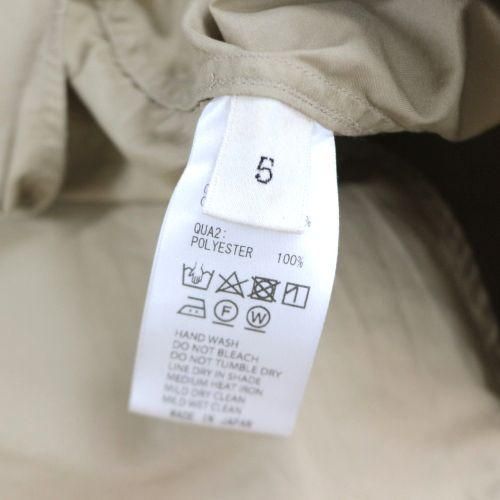 5
%
QUA2:
POLYESTER 100%
F W
HAND WASH
DO NOT BLEACH
DO NOT TUMBLE DRY
LINE DRY IN SHADE
MEDIUM HEAT IRON
MILD DRY CLEAN
MILD WET CLEAN
MADE IN JAPAN